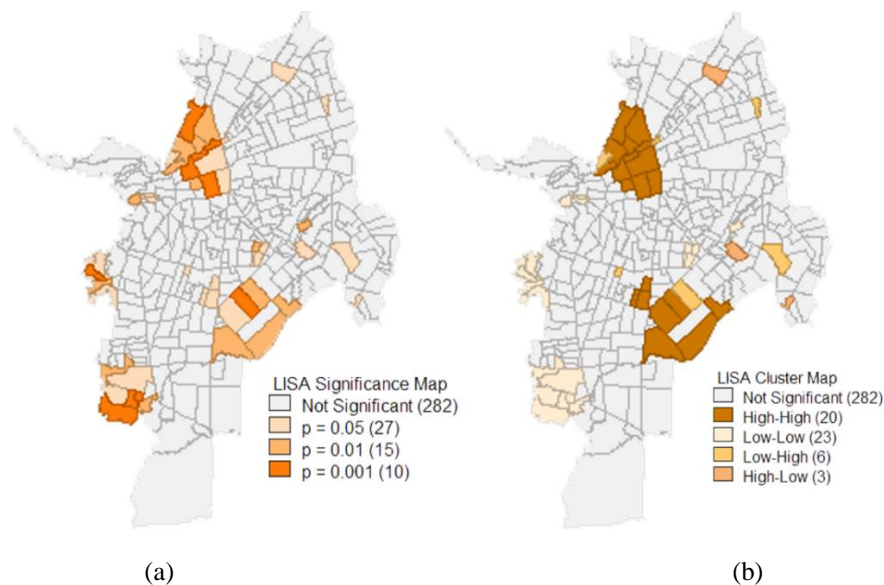 LISA Significance Map
Not Significant (282)
p = 0.05 (27)
p = 0.01 (15)
p = 0.001 (10)
LISA Cluster Map
Not Significant (282)
High-High (20)
Low-Low (23)
Low-High (6)
High-Low (3)
(a)
(b)